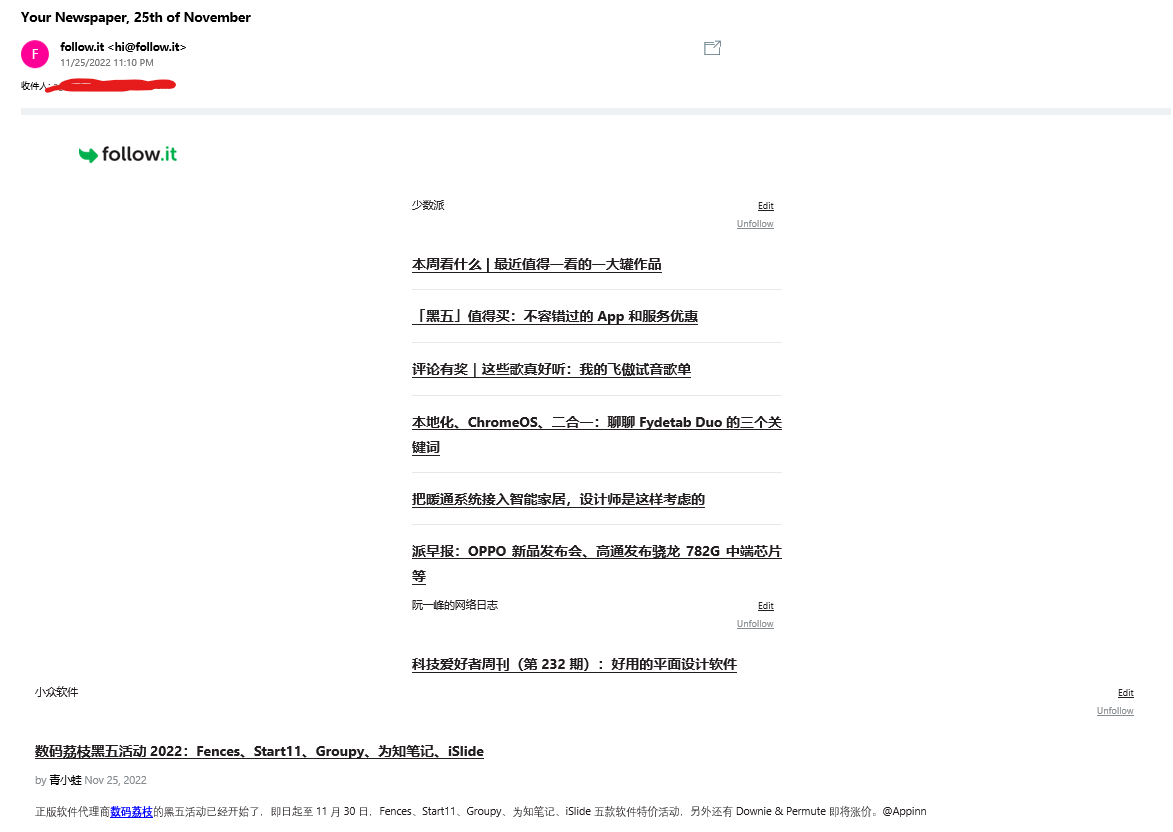 Your Newspaper, 25th of November
F
follow.it <hi@follow.it>
11/25/2022 11:10 PM
收件人:
follow.it
少数派
Edit
Unfollow
本周看什么 | 最近值得一看的一大罐作品
「黑五」值得买：不容错过的 App 和服务优惠
评论有奖｜这些歌真好听：我的飞傲试音歌单
本地化、ChromeOS、二合一：聊聊 Fydetab Duo 的三个关
键词
把暖通系统接入智能家居，设计师是这样考虑的
派早报：OPPO 新品发布会、高通发布骁龙 782G 中端芯片
等
阮一峰的网络日志
Edit
Unfollow
科技爱好者周刊（第 232 期）：好用的平面设计软件
小众软件
Edit
Unfollow
数码荔枝黑五活动 2022：Fences、Start11、Groupy、为知笔记、iSlide
by 青小蛙 Nov 25, 2022
正版软件代理商数码荔枝的黑五活动已经开始了，即日起至 11 月 30 日，Fences、Start11、Groupy、为知笔记、iSlide 五款软件特价活动，另外还有 Downie & Permute 即将涨价。@Appinn